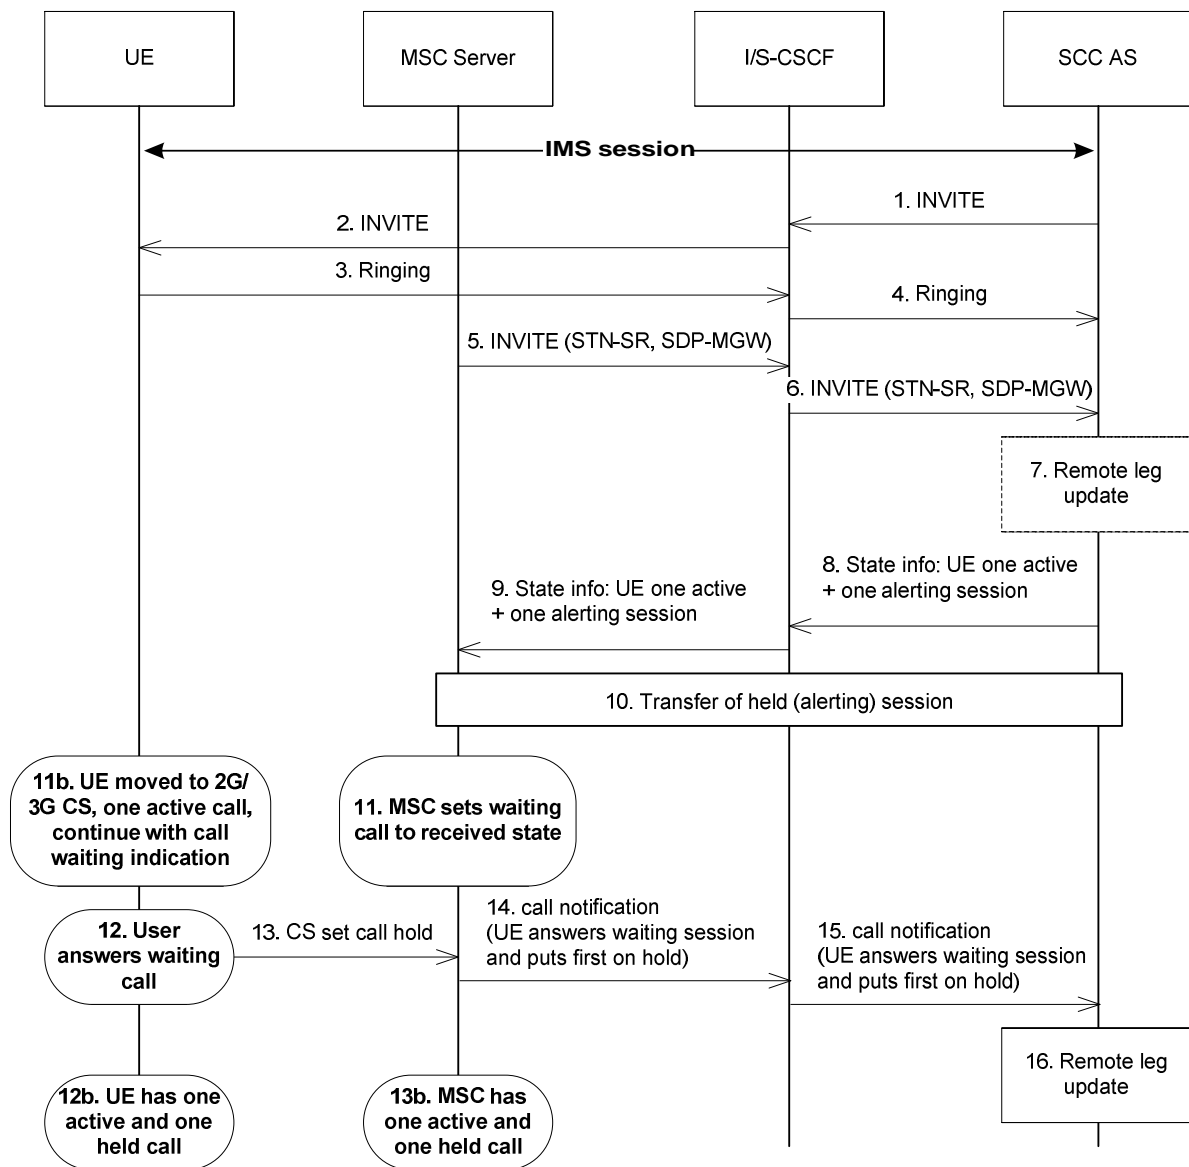 UE
MSC Server
I/S-CSCF
SCC AS
IMS session
1. INVITE
2. INVITE
3. Ringing
4. Ringing
5. INVITE (STN-SR, SDP-MGW)
6. INVITE (STN-SR, SDP-MGW)
7. Remote leg
update
8. State info: UE one active
+ one alerting session
9. State info: UE one active
+ one alerting session
10. Transfer of held (alerting) session
11b. UE moved to 2G/
3G CS, one active call,
continue with call
waiting indication
11. MSC sets waiting
call to received state
12. User
answers waiting
call
13. CS set call hold
14. call notification
(UE answers waiting session
and puts first on hold)
15. call notification
(UE answers waiting session
and puts first on hold)
16. Remote leg
update
12b. UE has one
active and one
held call
13b. MSC has
one active and
one held call